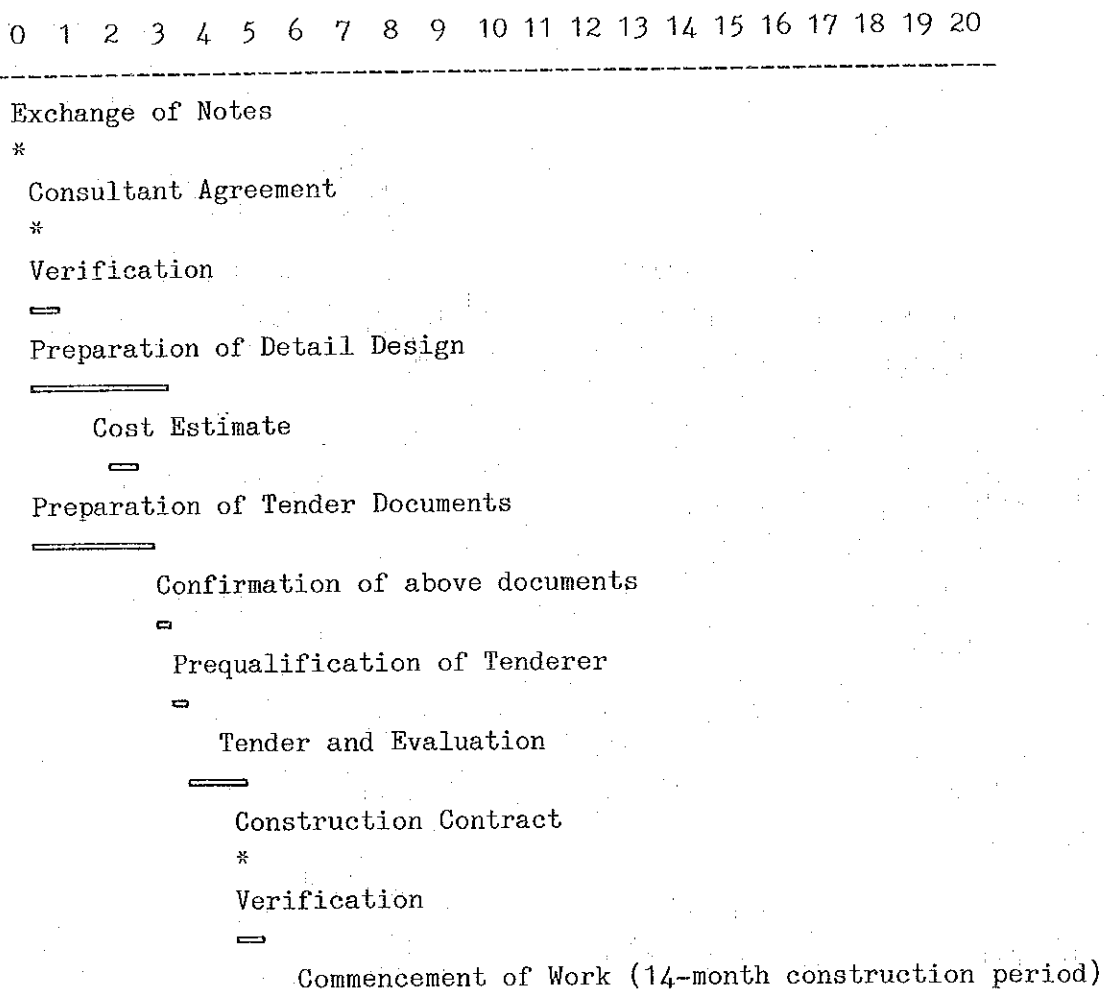 0 1 2 3 4 5 6 7 8 9 10 11 12 13 14 15 16 17 18 19 20
Exchange of Notes
*
Consultant Agreement
*
Verification
Preparation of Detail Design
Cost Estimate
Preparation of Tender Documents
Confirmation of above documents
Prequalification of Tenderer
Tender and Evaluation
Construction Contract
*
Verification
Commencement of Work (14-month construction period)